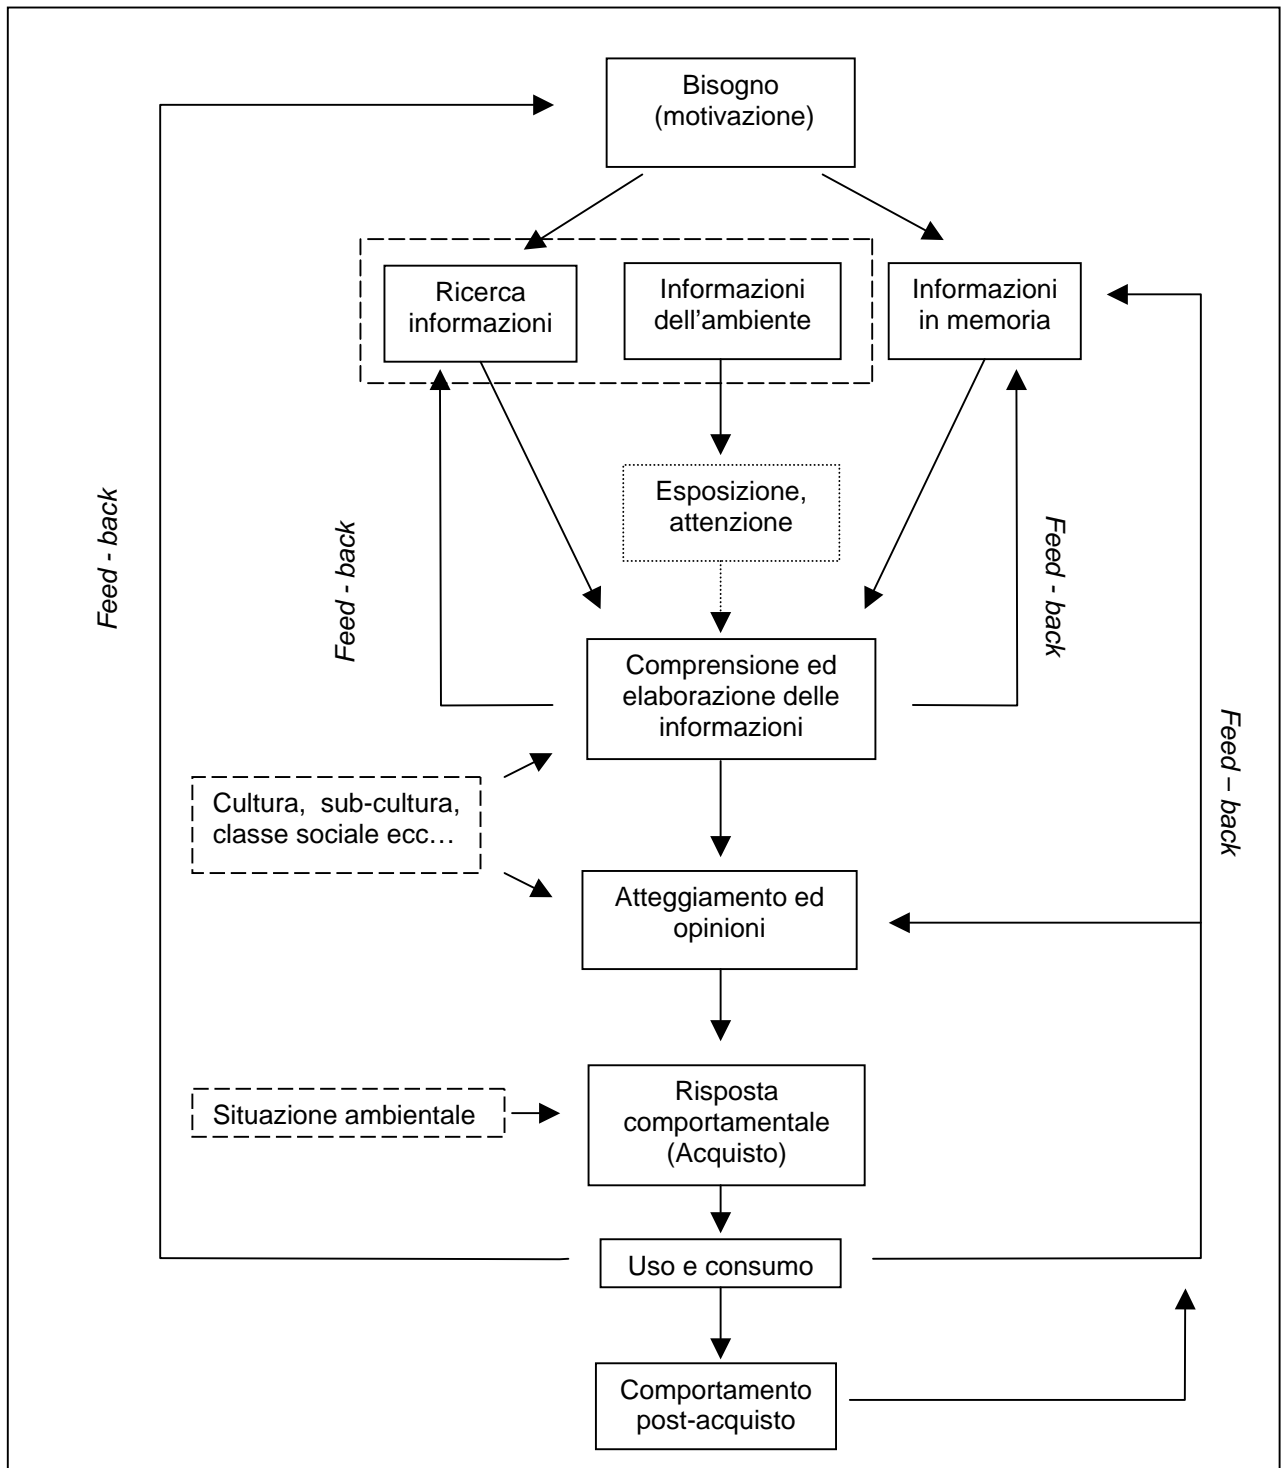 Bisogno
(motivazione)
Ricerca
informazioni
Informazioni
dell’ambiente
Informazioni
in memoria
Esposizione,
attenzione
Feed - back
Feed - back
Feed - back
Comprensione ed
elaborazione delle
informazioni
Feed – back
Cultura, sub-cultura,
classe sociale ecc…
Atteggiamento ed
opinioni
Risposta
comportamentale
(Acquisto)
Situazione ambientale
Uso e consumo
Comportamento
post-acquisto